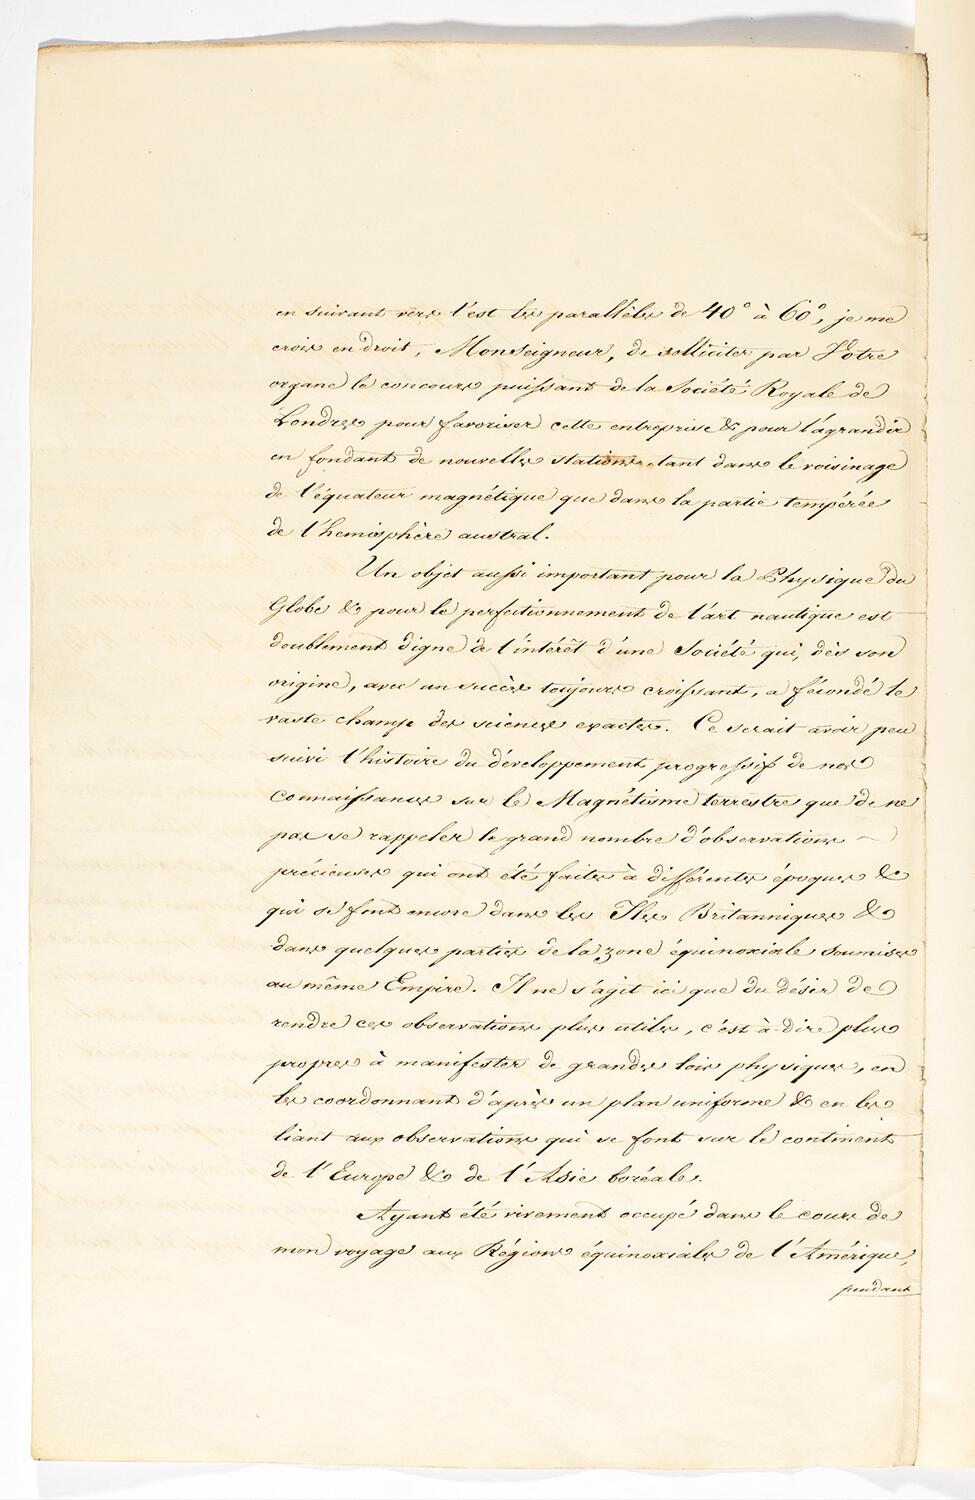 en suivant vers l'est les parallèles de 40° à 60°, je me
crois en droit, Monseigneur, de solliciter par Votre
organe le concours puissant de la Société Royale de
Londres pour favoriser cette entreprise & pour l'agrandir
en fondant de nouvelles stations, tant dans le voisinage
de l'équateur magnétique que dans la partie tempérée
de l'hemisphère austral.
Un objet aussi important pour la Physique du
Globe & pour le perfectionnement de l'art nautique est
doublement digne de l'intérêt d'une Société qui, dès son
origine, avec un succès toujours croissant, a fécondé le
vaste champ des sciences exactes. Ce serait avoir peu
suivi l'histoire du développement progressif de nos
connaissances sur le Magnétisme terrestre que de ne
pas se rappeler le grand nombre d'observations
précieuses qui ont été faites à différentes époques &
qui se font encore dans les Iles Britanniques &
dans quelques parties de la zone équinoxiale soumises
au même Empire. Il ne s'agit ici que du désir de
rendre ces observations plus utiles, c'est à-dire plus
propres à manifester de grandes lois physiques, en
les coordonnant d'après un plan uniforme & en les
liant aux observations qui se font sur le continent
de l'Europe & de l'Asie boréale.
Ayant été vivement occupé dans le cours de
mon voyage aux Régions équinoxiales de l'Amérique,
pendant